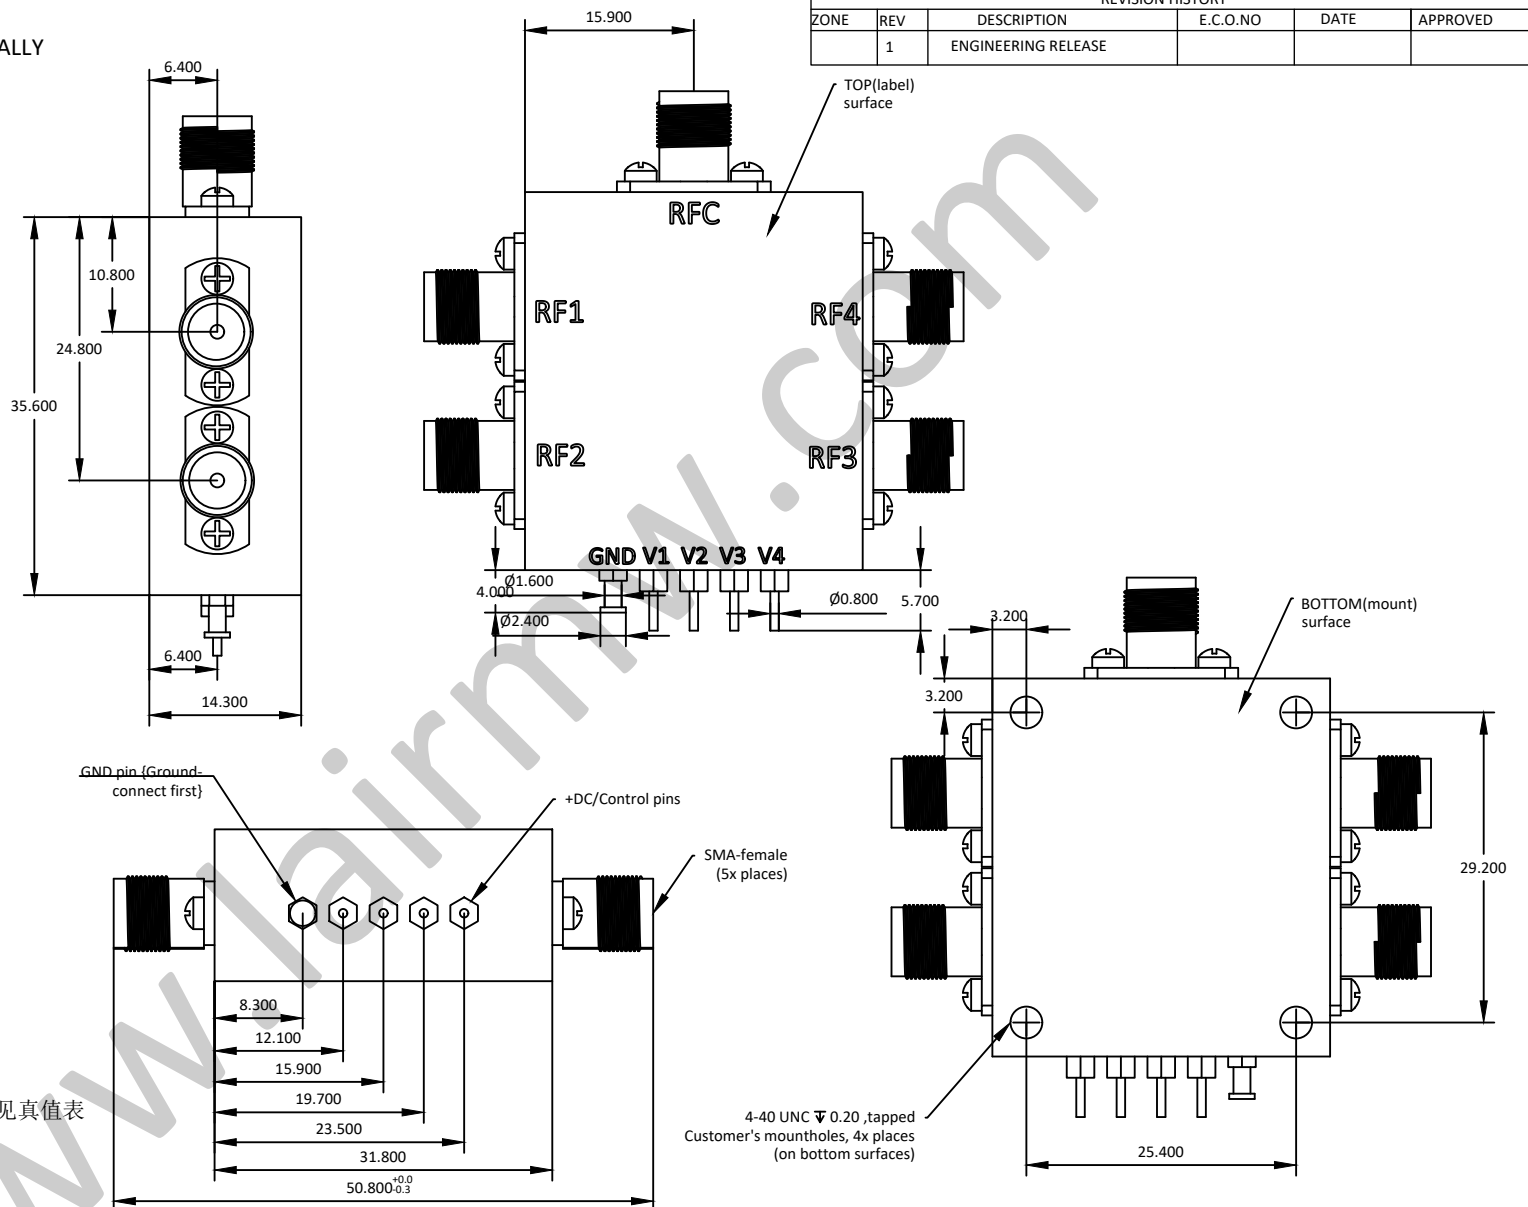 REVISION HISTORY
ZONE REV DESCRIPTION E.C.O.NO DATE APPROVED
1 ENGINEERING RELEASE
ALLY
15.900
6.400
TOP(label)
surface
RFC
10.800
RF1
RF4
24.800
35.600
RF2
RF3
GND V1 V2 V3 V4
Ø1.600
4.000
Ø0.800
5.700
Ø2.400
6.400
14.300
3.200
BOTTOM(mount)
surface
3.200
GND pin {Ground-
connect first}
+DC/Control pins
SMA-female
(5x places)
29.200
8.300
12.100
15.900
19.700
23.500
31.800
50.800 +0.0
-0.3
见真值表
4-40 UNC ↧ 0.20 ,tapped
Customer's mountholes, 4x places
(on bottom surfaces)
25.400
www.lairmw.com